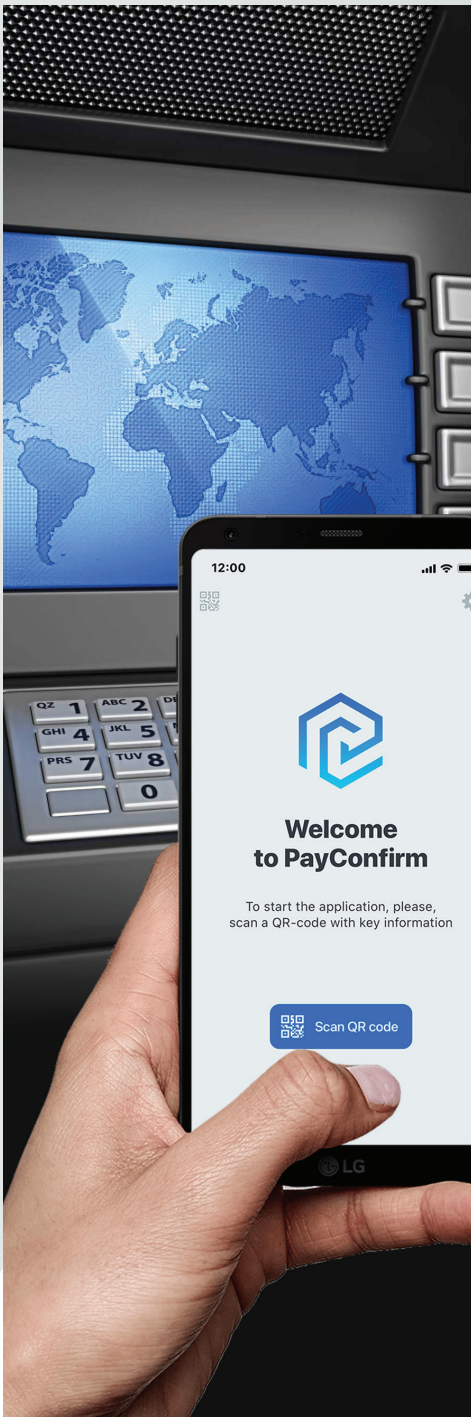 12:00
QZ 1
ABC 2
GHI 4
JKL 5
PRS 7
TUV 8
0
Welcome
to PayConfirm
To start the application, please,
scan a QR-code with key information
Scan QR code
LG